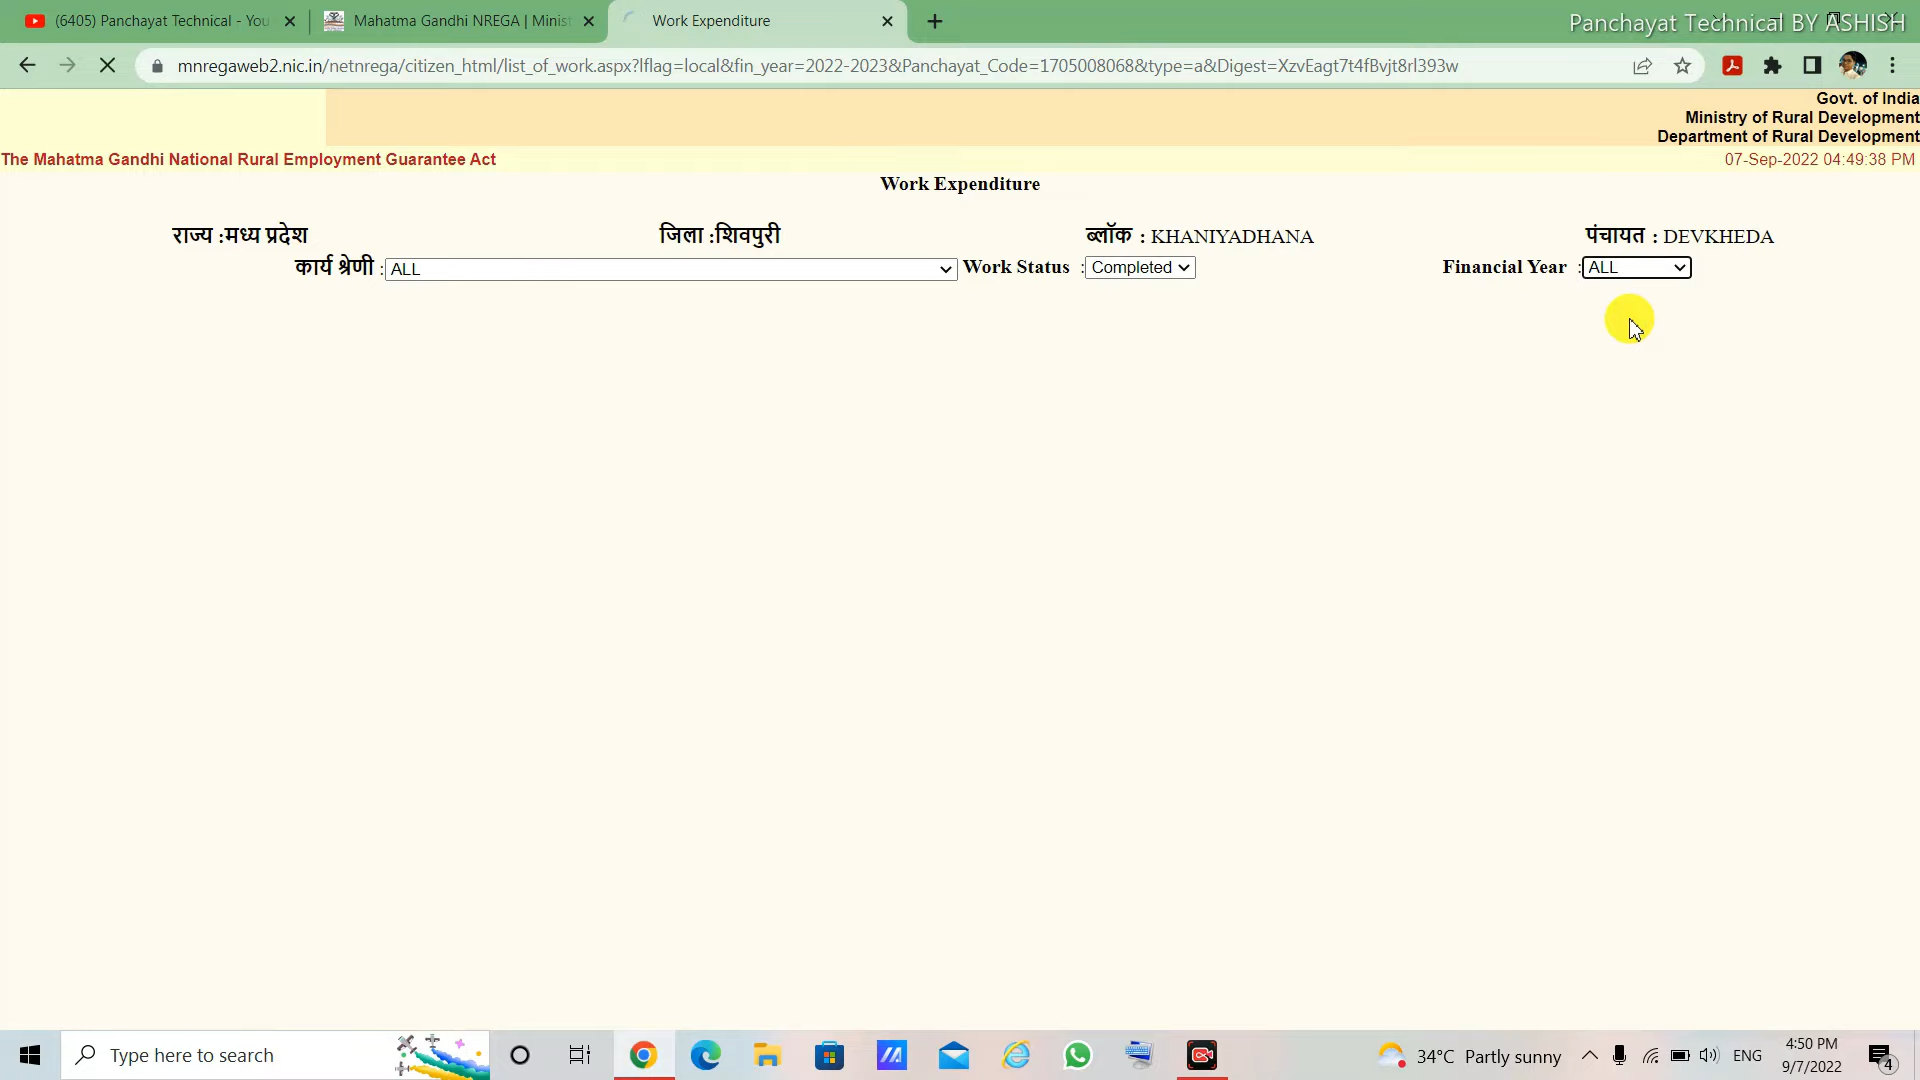 (6405) Panchayat Technical - You
Mahatma Gandhi NREGA | Minist
Work Expenditure
Panchayat Technical BY ASHISH
mnregaweb2.nic.in/netnrega/citizen_html/list_of_work.aspx?lflag=local&fin_year=2022-2023&Panchayat_Code=1705008068&type=a&Digest=XzvEagt7t4fBvjt8rl393w
Govt. of India
Ministry of Rural Development
Department of Rural Development
The Mahatma Gandhi National Rural Employment Guarantee Act
07-Sep-2022 04:49:38 PM
Work Expenditure
राज्य :मध्य प्रदेश जिला :शिवपुरी ब्लॉक : KHANIYADHANA पंचायत : DEVKHEDA
कार्य श्रेणी : ALL Work Status : Completed Financial Year : ALL
Type here to search
34°C Partly sunny
ENG
4:50 PM
9/7/2022
4